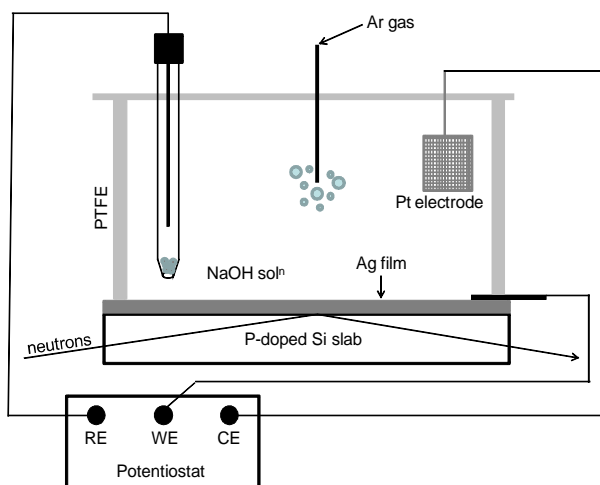 Ar gas
PTFE
Pt electrode
NaOH solⁿ
Ag film
neutrons
P-doped Si slab
RE
WE
CE
Potentiostat